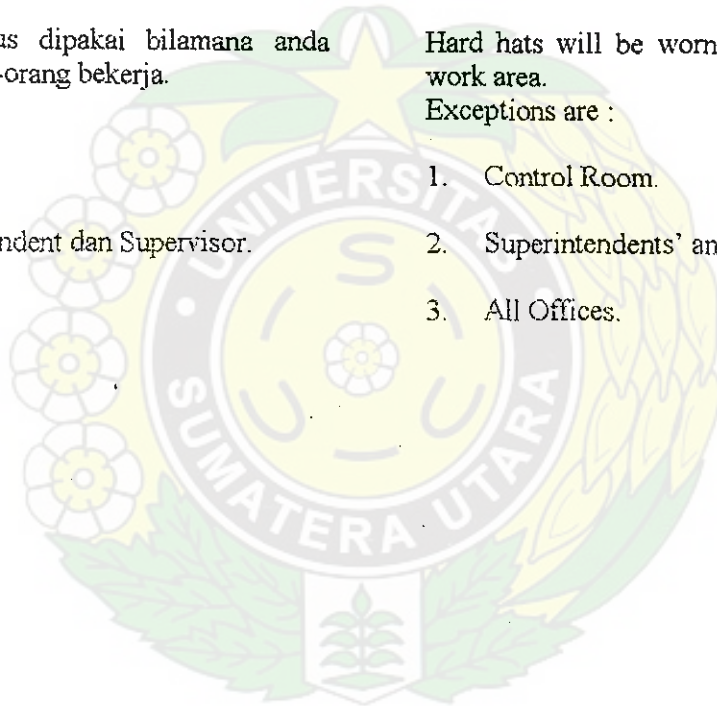 us dipakai bilamana anda
-orang bekerja.
ndent dan Supervisor.
Hard hats will be worn
work area.
Exceptions are :
1. Control Room.
2. Superintendents' an
3. All Offices.
UNIVERSITAS
SUMATERA UTARA
U S U